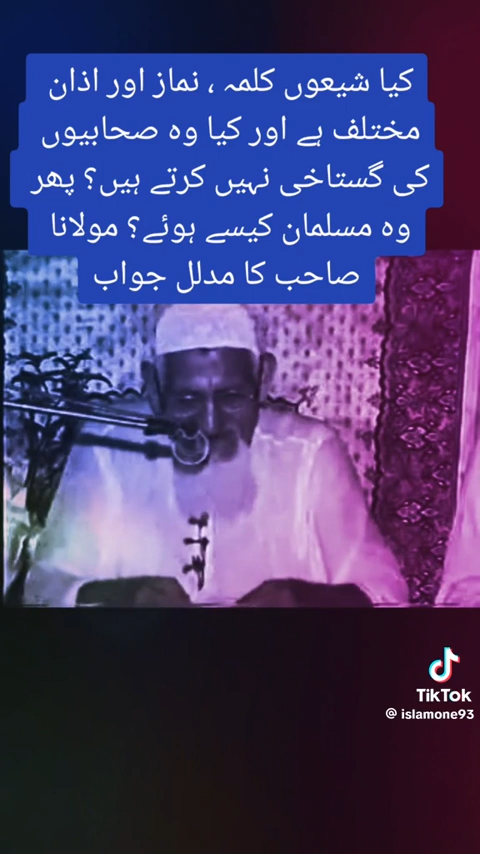 کیا شیعوں کلمہ ، نماز اور اذان
مختلف ہے اور کیا وہ صحابیوں
کی گستاخی نہیں کرتے ہیں؟ پھر
وہ مسلمان کیسے ہوئے؟ مولانا
صاحب کا مدلل جواب
TikTok
@ islamone93